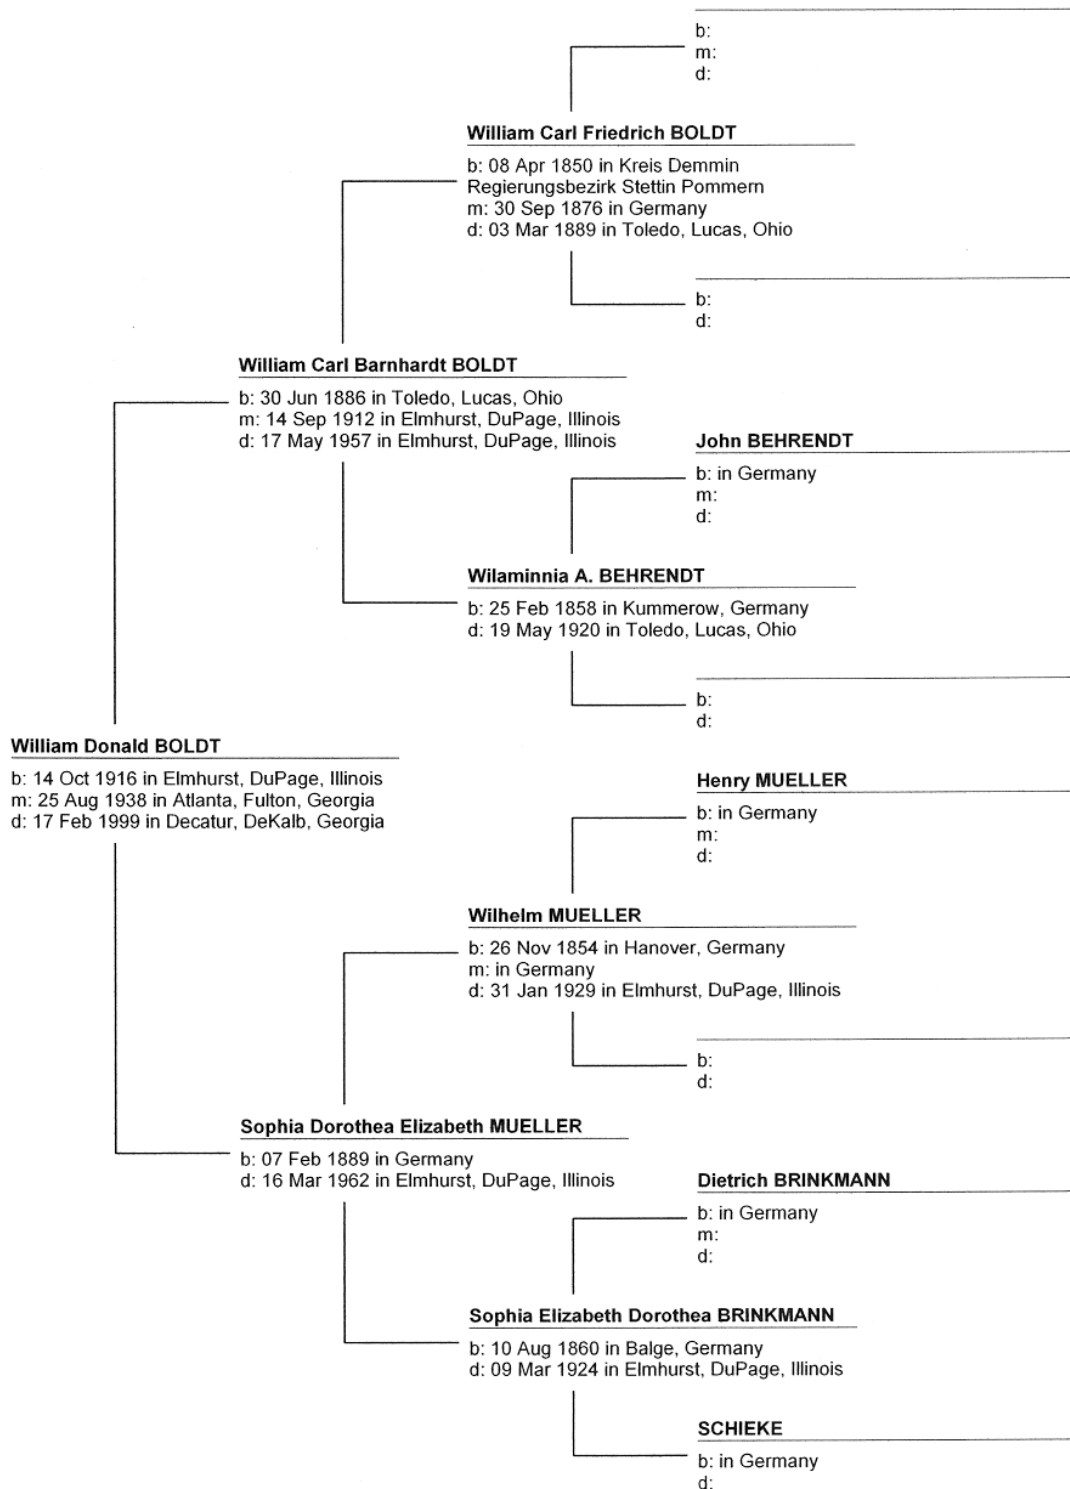 b:
m:
d:
William Carl Friedrich BOLDT
b: 08 Apr 1850 in Kreis Demmin
Regierungsbezirk Stettin Pommern
m: 30 Sep 1876 in Germany
d: 03 Mar 1889 in Toledo, Lucas, Ohio
b:
d:
William Carl Barnhardt BOLDT
b: 30 Jun 1886 in Toledo, Lucas, Ohio
m: 14 Sep 1912 in Elmhurst, DuPage, Illinois
d: 17 May 1957 in Elmhurst, DuPage, Illinois
John BEHRENDT
b: in Germany
m:
d:
Wilaminnia A. BEHRENDT
b: 25 Feb 1858 in Kummerow, Germany
d: 19 May 1920 in Toledo, Lucas, Ohio
b:
d:
William Donald BOLDT
b: 14 Oct 1916 in Elmhurst, DuPage, Illinois
m: 25 Aug 1938 in Atlanta, Fulton, Georgia
d: 17 Feb 1999 in Decatur, DeKalb, Georgia
Henry MUELLER
b: in Germany
m:
d:
Wilhelm MUELLER
b: 26 Nov 1854 in Hanover, Germany
m: in Germany
d: 31 Jan 1929 in Elmhurst, DuPage, Illinois
b:
d:
Sophia Dorothea Elizabeth MUELLER
b: 07 Feb 1889 in Germany
d: 16 Mar 1962 in Elmhurst, DuPage, Illinois
Dietrich BRINKMANN
b: in Germany
m:
d:
Sophia Elizabeth Dorothea BRINKMANN
b: 10 Aug 1860 in Balge, Germany
d: 09 Mar 1924 in Elmhurst, DuPage, Illinois
SCHIEKE
b: in Germany
d: